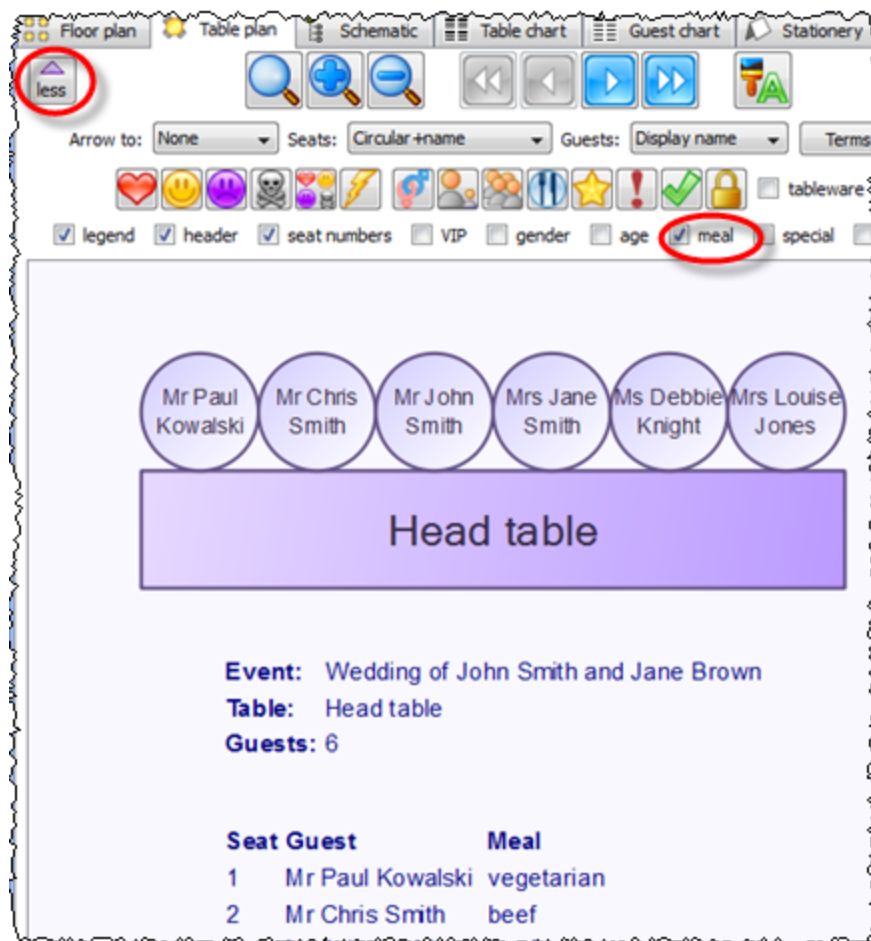 Floor plan Table plan Schematic Table chart Guest chart Stationery
less
Arrow to: None Seats: Circular +name Guests: Display name Terms
tableware
legend header seat numbers VIP gender age meal special
Mr Paul Kowalski
Mr Chris Smith
Mr John Smith
Mrs Jane Smith
Ms Debbie Knight
Mrs Louise Jones
Head table
Event: Wedding of John Smith and Jane Brown
Table: Head table
Guests: 6
Seat Guest Meal
1 Mr Paul Kowalski vegetarian
2 Mr Chris Smith beef